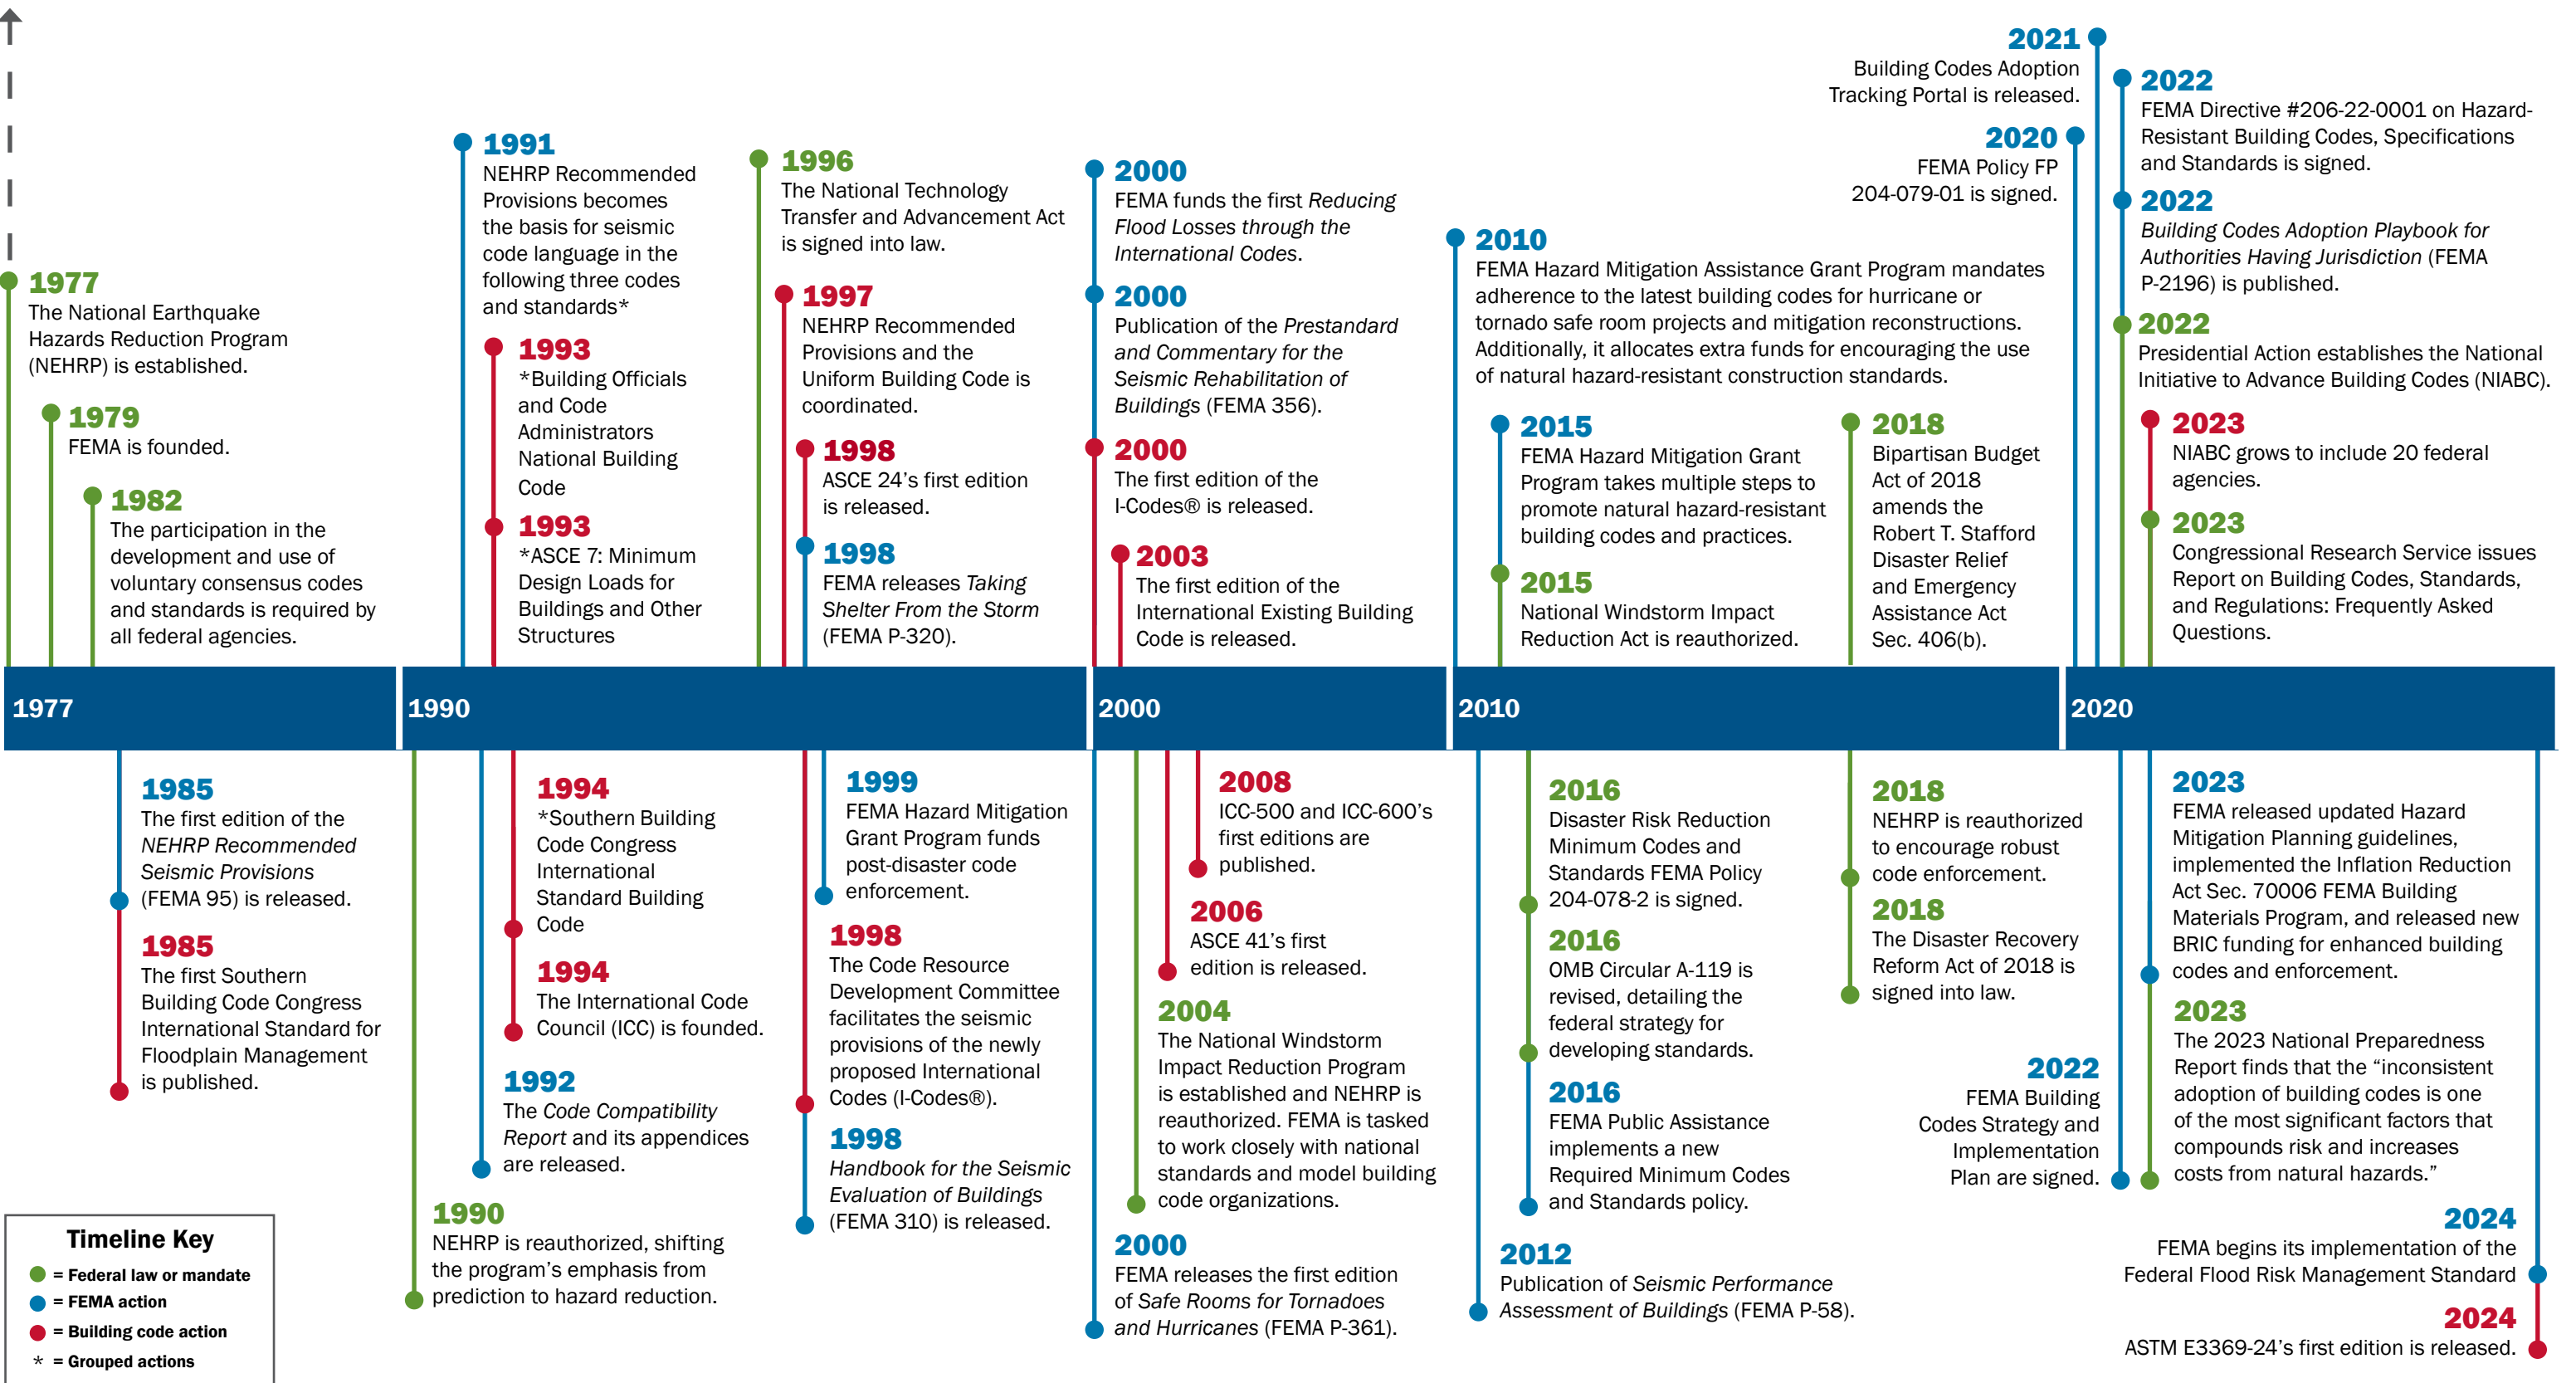 1977
The National Earthquake
Hazards Reduction Program
(NEHRP) is established.
1979
FEMA is founded.
1982
The participation in the
development and use of
voluntary consensus codes
and standards is required by
all federal agencies.
1991
NEHRP Recommended
Provisions becomes
the basis for seismic
code language in the
following three codes
and standards*
1993
*Building Officials
and Code
Administrators
National Building
Code
1993
*ASCE 7: Minimum
Design Loads for
Buildings and Other
Structures
1996
The National Technology
Transfer and Advancement Act
is signed into law.
1997
NEHRP Recommended
Provisions and the
Uniform Building Code is
coordinated.
1998
ASCE 24’s first edition
is released.
1998
FEMA releases Taking
Shelter From the Storm
(FEMA P-320).
2000
FEMA funds the first Reducing
Flood Losses through the
International Codes.
2000
Publication of the Prestandard
and Commentary for the
Seismic Rehabilitation of
Buildings (FEMA 356).
2000
The first edition of the
I-Codes® is released.
2003
The first edition of the
International Existing Building
Code is released.
2010
FEMA Hazard Mitigation Assistance Grant Program mandates
adherence to the latest building codes for hurricane or
tornado safe room projects and mitigation reconstructions.
Additionally, it allocates extra funds for encouraging the use
of natural hazard-resistant construction standards.
2015
FEMA Hazard Mitigation Grant
Program takes multiple steps to
promote natural hazard-resistant
building codes and practices.
2015
National Windstorm Impact
Reduction Act is reauthorized.
2018
Bipartisan Budget
Act of 2018
amends the
Robert T. Stafford
Disaster Relief
and Emergency
Assistance Act
Sec. 406(b).
2021
Building Codes Adoption
Tracking Portal is released.
2020
FEMA Policy FP
204-079-01 is signed.
2022
FEMA Directive #206-22-0001 on Hazard-
Resistant Building Codes, Specifications
and Standards is signed.
2022
Building Codes Adoption Playbook for
Authorities Having Jurisdiction (FEMA
P-2196) is published.
2022
Presidential Action establishes the National
Initiative to Advance Building Codes (NIABC).
2023
NIABC grows to include 20 federal
agencies.
2023
Congressional Research Service issues
Report on Building Codes, Standards,
and Regulations: Frequently Asked
Questions.
1977
1990
2000
2010
2020
1985
The first edition of the
NEHRP Recommended
Seismic Provisions
(FEMA 95) is released.
1985
The first Southern
Building Code Congress
International Standard for
Floodplain Management
is published.
1994
*Southern Building
Code Congress
International
Standard Building
Code
1994
The International Code
Council (ICC) is founded.
1992
The Code Compatibility
Report and its appendices
are released.
1990
NEHRP is reauthorized, shifting
the program’s emphasis from
prediction to hazard reduction.
1999
FEMA Hazard Mitigation
Grant Program funds
post-disaster code
enforcement.
1998
The Code Resource
Development Committee
facilitates the seismic
provisions of the newly
proposed International
Codes (I-Codes®).
1998
Handbook for the Seismic
Evaluation of Buildings
(FEMA 310) is released.
2008
ICC-500 and ICC-600’s
first editions are
published.
2006
ASCE 41’s first
edition is released.
2004
The National Windstorm
Impact Reduction Program
is established and NEHRP is
reauthorized. FEMA is tasked
to work closely with national
standards and model building
code organizations.
2000
FEMA releases the first edition
of Safe Rooms for Tornadoes
and Hurricanes (FEMA P-361).
2016
Disaster Risk Reduction
Minimum Codes and
Standards FEMA Policy
204-078-2 is signed.
2016
OMB Circular A-119 is
revised, detailing the
federal strategy for
developing standards.
2016
FEMA Public Assistance
implements a new
Required Minimum Codes
and Standards policy.
2012
Publication of Seismic Performance
Assessment of Buildings (FEMA P-58).
2018
NEHRP is reauthorized
to encourage robust
code enforcement.
2018
The Disaster Recovery
Reform Act of 2018 is
signed into law.
2022
FEMA Building
Codes Strategy and
Implementation
Plan are signed.
2023
FEMA released updated Hazard
Mitigation Planning guidelines,
implemented the Inflation Reduction
Act Sec. 70006 FEMA Building
Materials Program, and released new
BRIC funding for enhanced building
codes and enforcement.
2023
The 2023 National Preparedness
Report finds that the “inconsistent
adoption of building codes is one
of the most significant factors that
compounds risk and increases
costs from natural hazards.”
2024
FEMA begins its implementation of the
Federal Flood Risk Management Standard
2024
ASTM E3369-24’s first edition is released.
Timeline Key
= Federal law or mandate
= FEMA action
= Building code action
* = Grouped actions